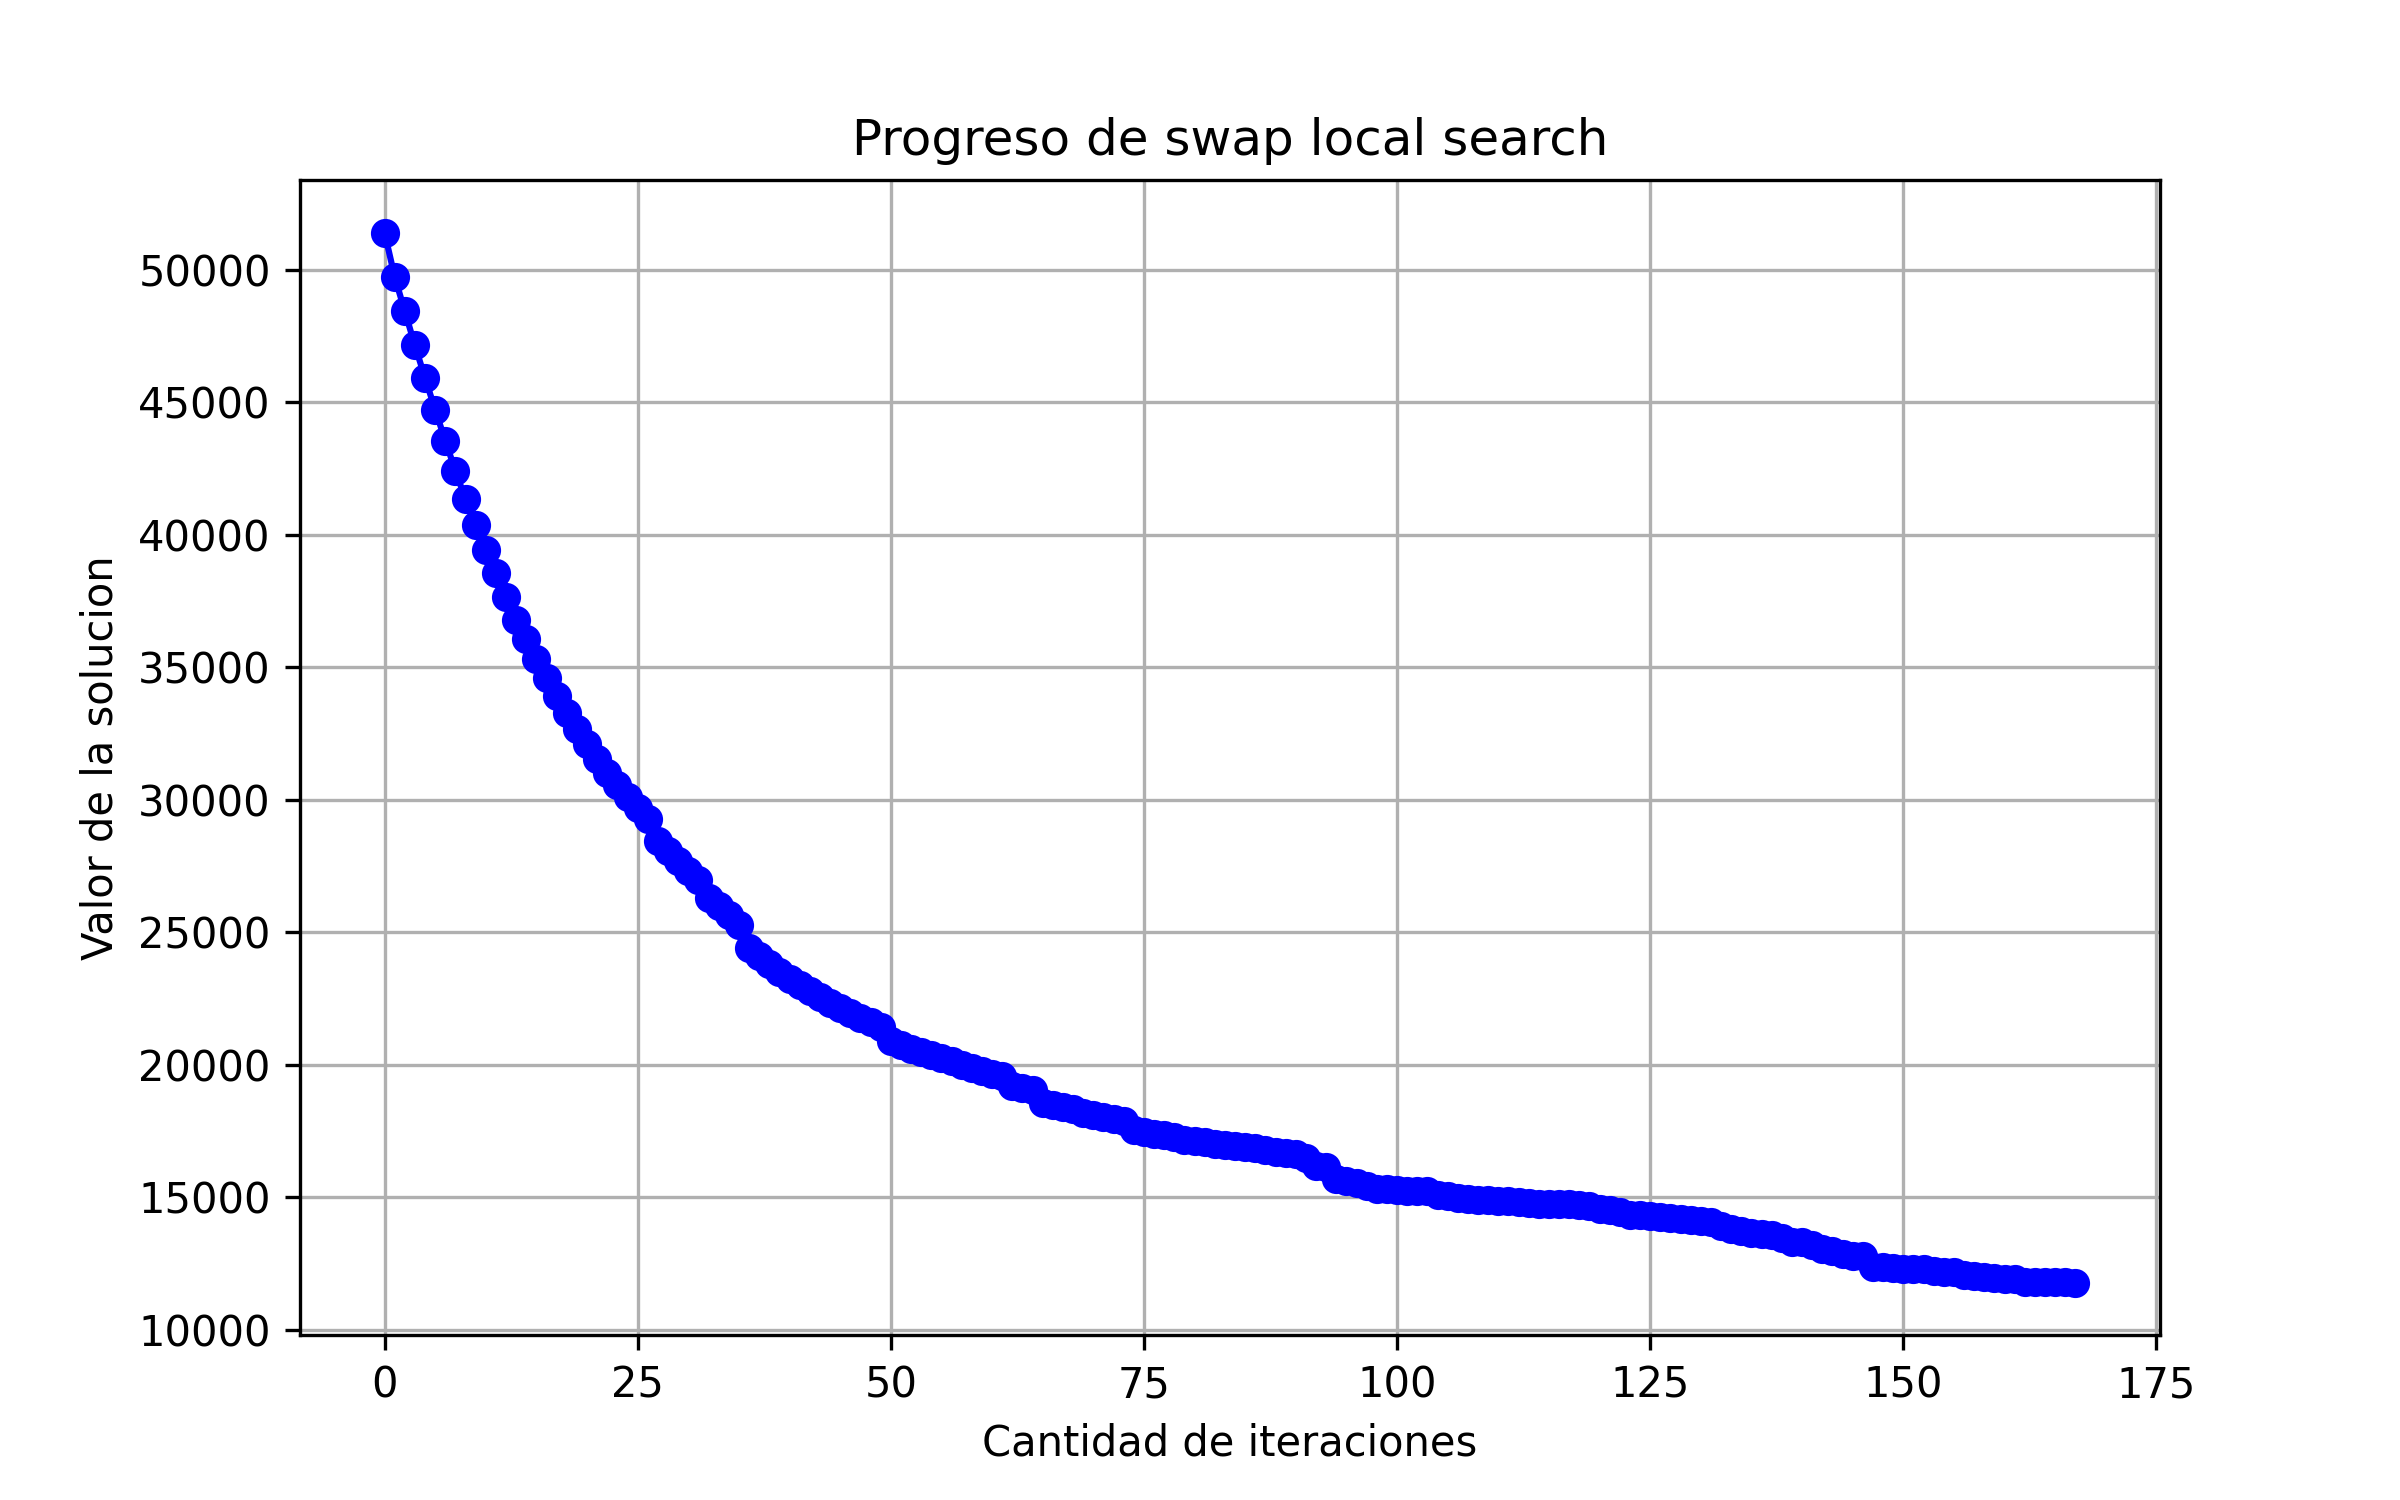 Progreso de swap local search
Valor de la solucion
50000
45000
40000
35000
30000
25000
20000
15000
10000
0 25 50 75 100 125 150 175
Cantidad de iteraciones